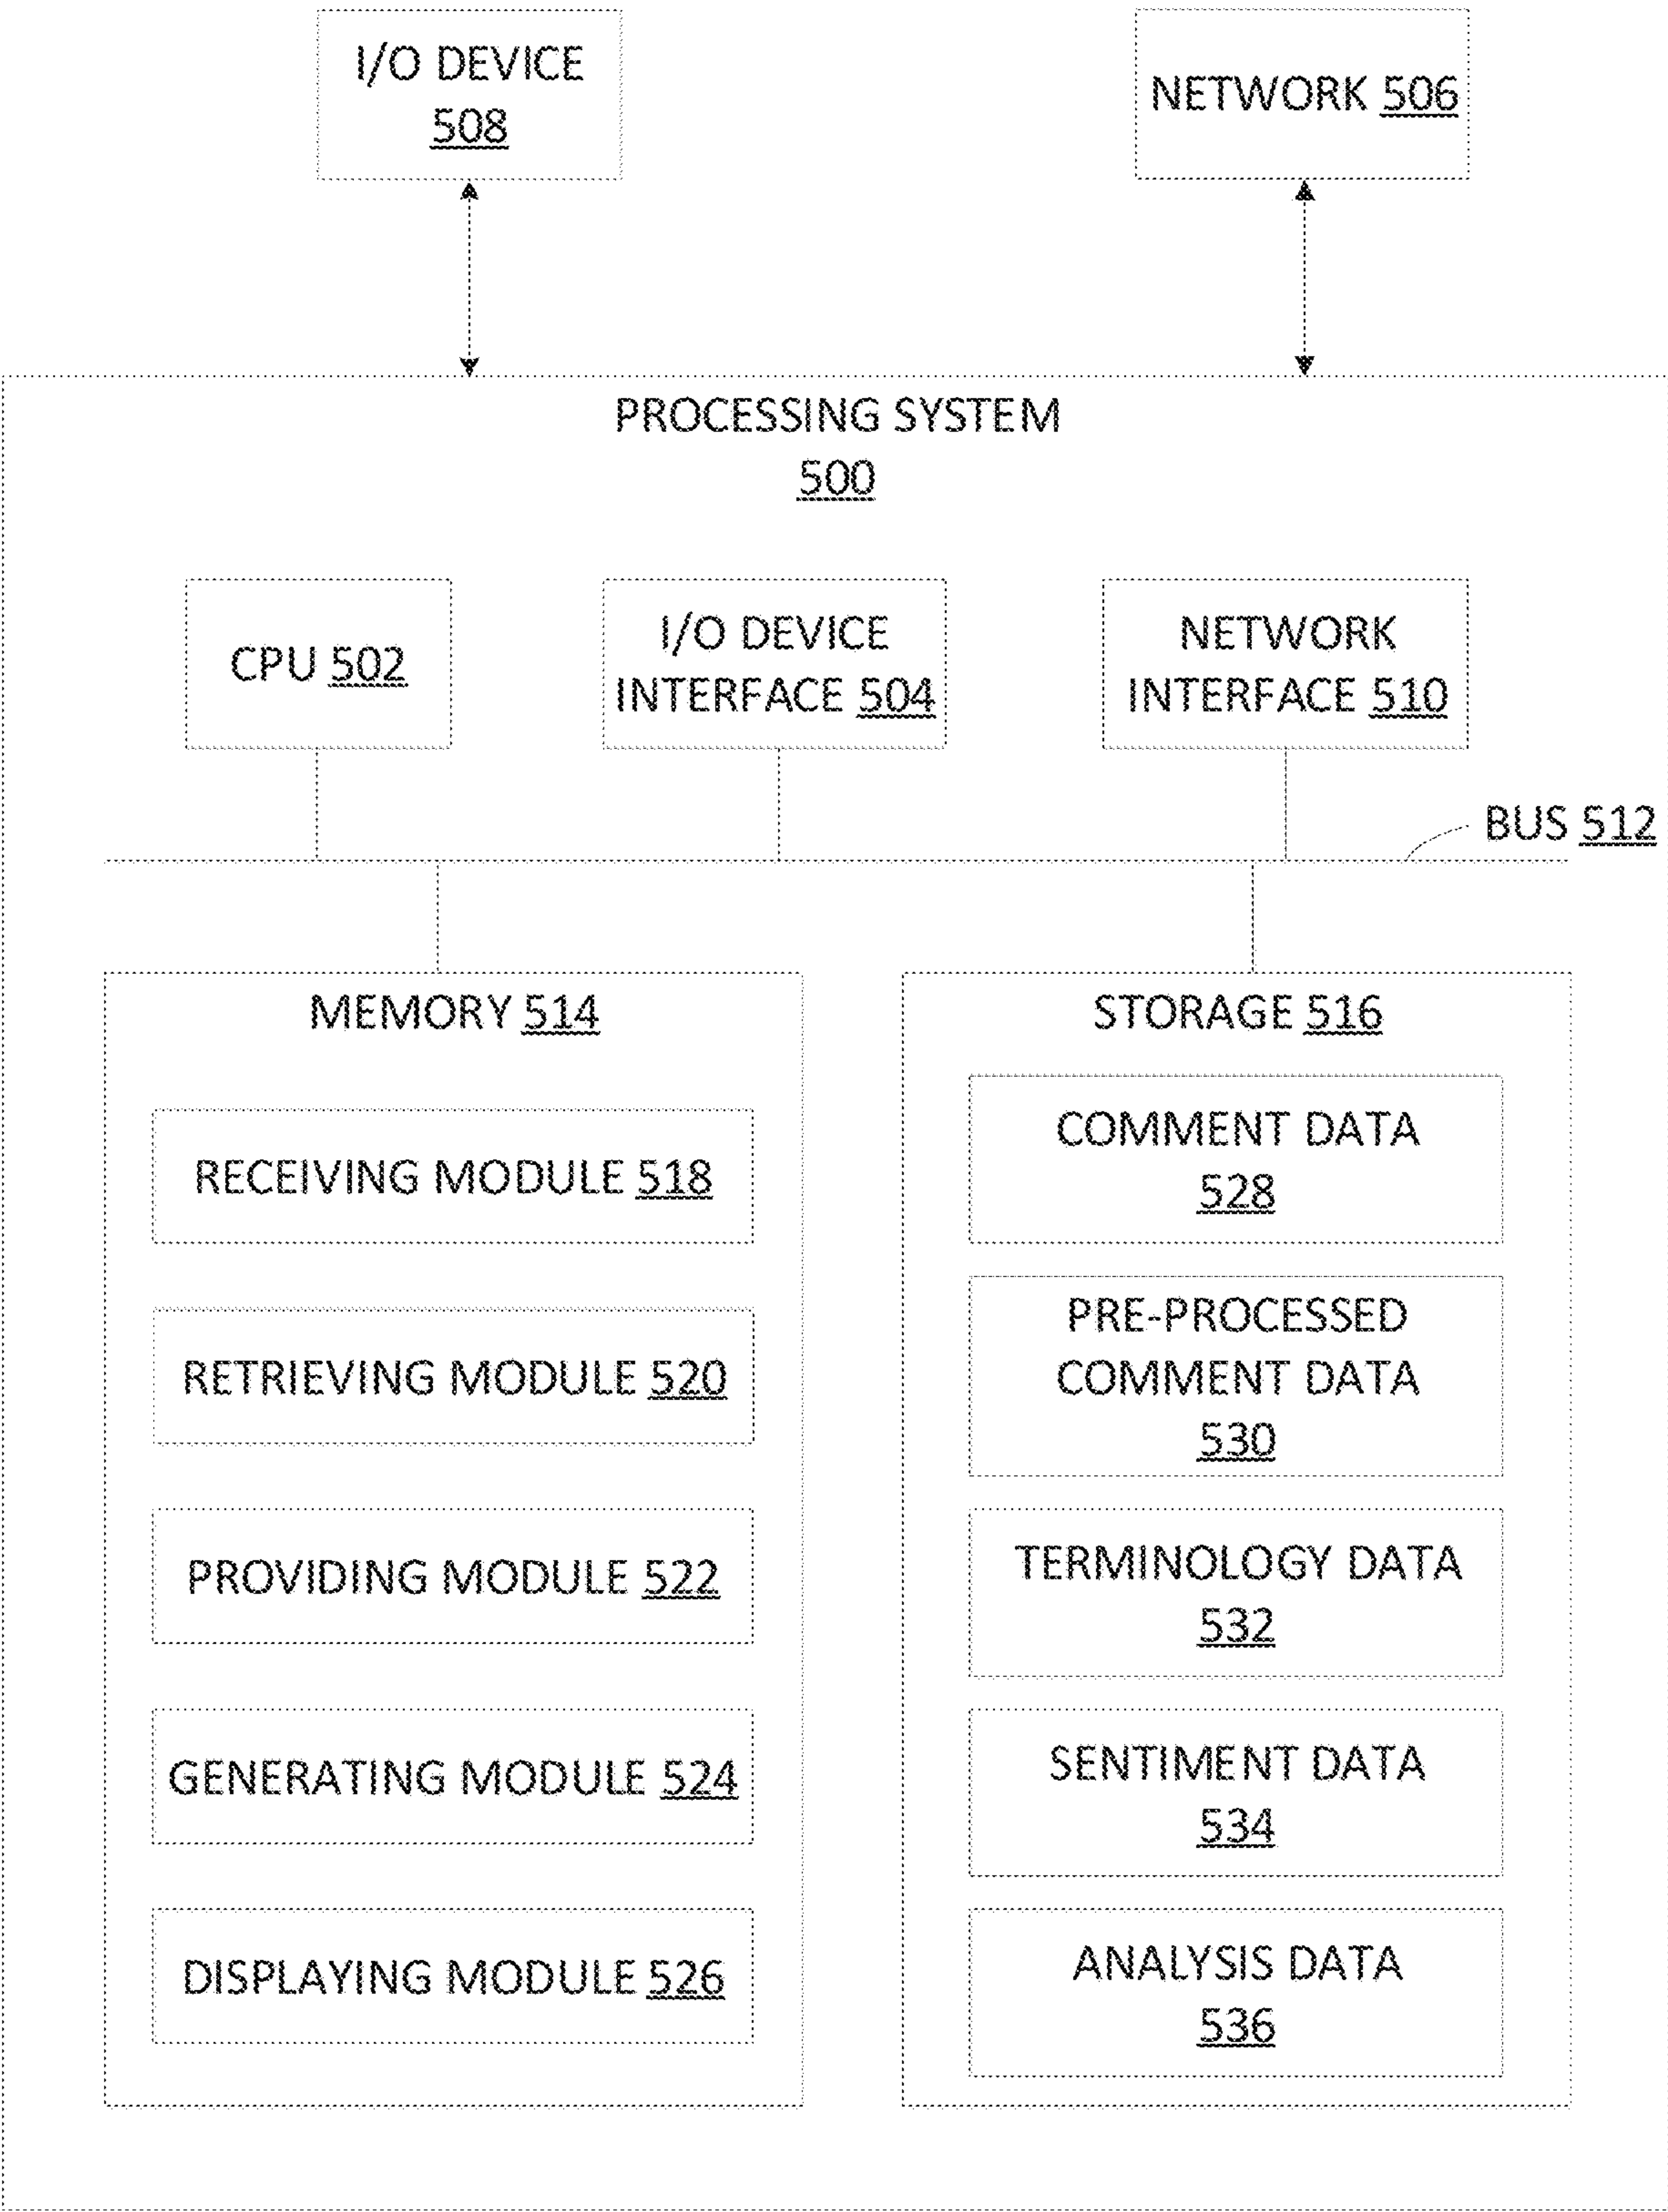 I/O DEVICE
508
NETWORK 506
PROCESSING SYSTEM
500
CPU 502
I/O DEVICE
INTERFACE 504
NETWORK
INTERFACE 510
BUS 512
MEMORY 514
RECEIVING MODULE 518
RETRIEVING MODULE 520
PROVIDING MODULE 522
GENERATING MODULE 524
DISPLAYING MODULE 526
STORAGE 516
COMMENT DATA
528
PRE-PROCESSED
COMMENT DATA
530
TERMINOLOGY DATA
532
SENTIMENT DATA
534
ANALYSIS DATA
536